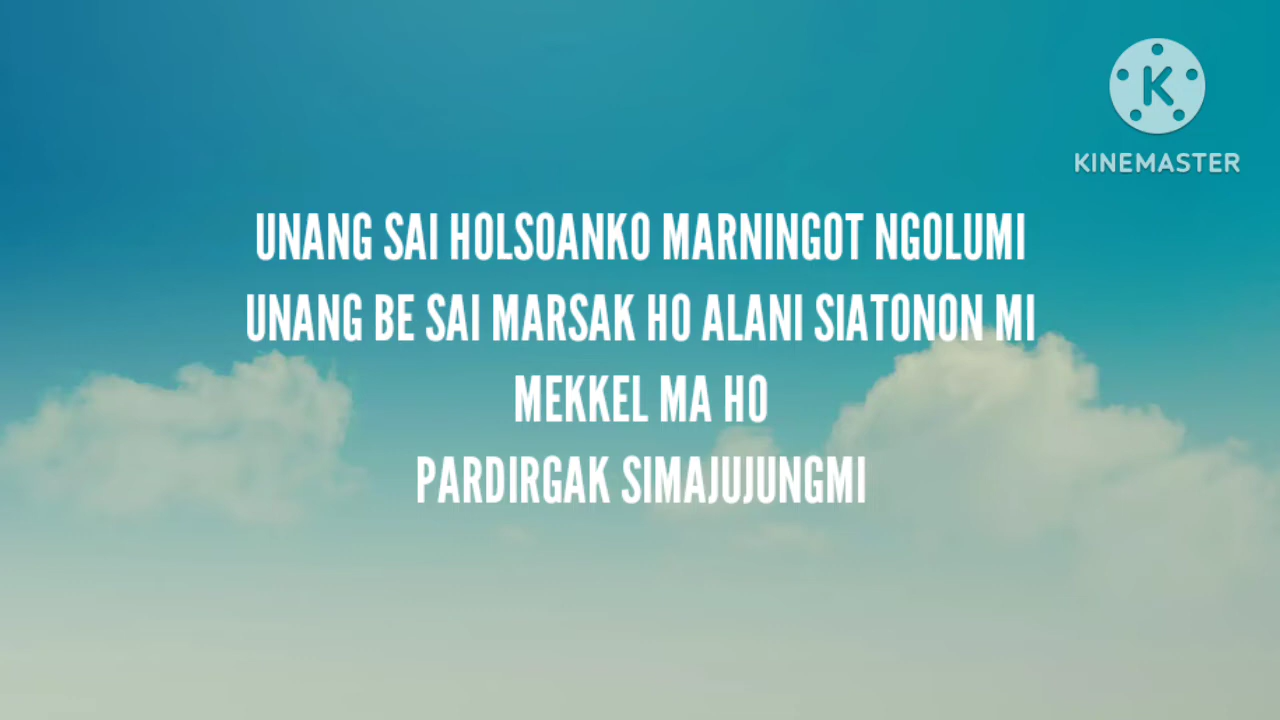 KINEMASTER
UNANG SAI HOLSOANKO MARNINGOT NGOLUMI
UNANG BE SAI MARSAK HO ALANI SIATONON MI
MEKKEL MA HO
PARDIRGAK SIMAJUJUNGMI